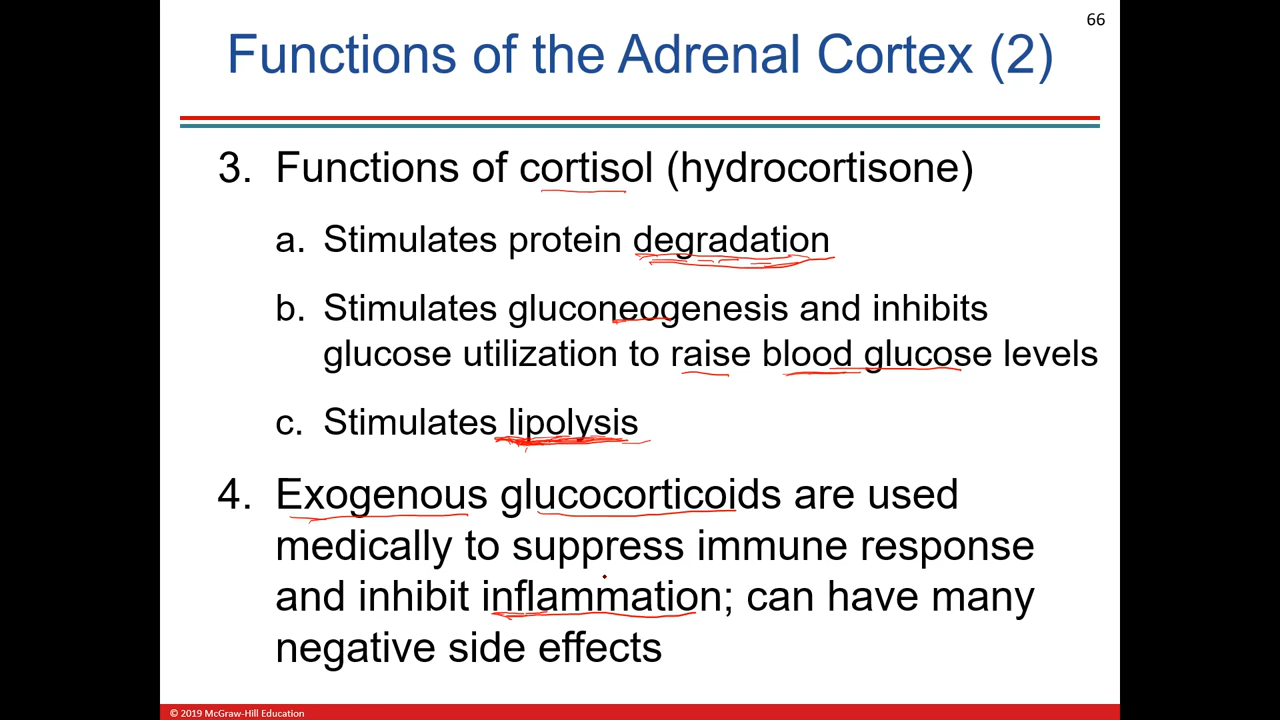 66
Functions of the Adrenal Cortex (2)
3. Functions of cortisol (hydrocortisone)
a. Stimulates protein degradation
b. Stimulates gluconeogenesis and inhibits
glucose utilization to raise blood glucose levels
c. Stimulates lipolysis
4. Exogenous glucocorticoids are used
medically to suppress immune response
and inhibit inflammation; can have many
negative side effects
© 2019 McGraw-Hill Education